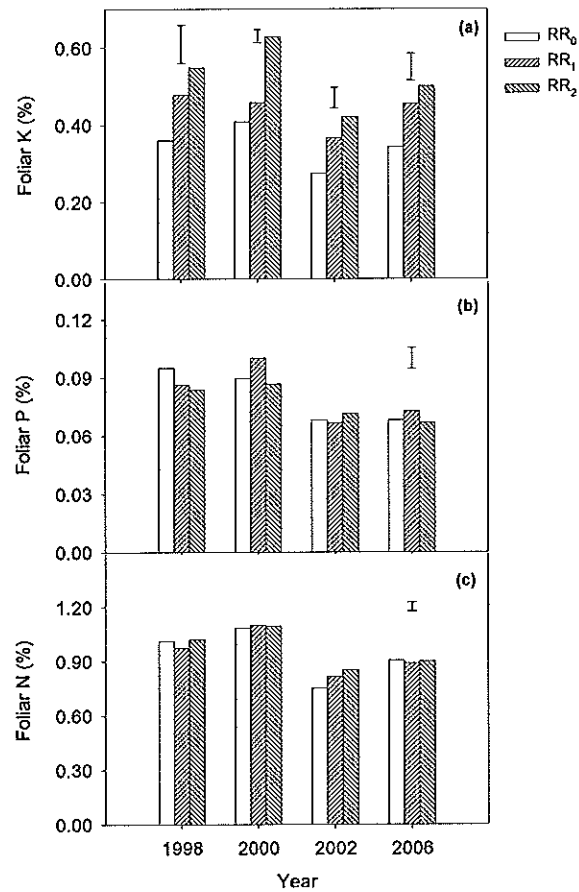 (a)
RR0
RR1
RR2
Foliar K (%)
0.60
0.40
0.20
0.00
(b)
Foliar P (%)
0.12
0.09
0.06
0.03
0.00
(c)
Foliar N (%)
1.20
0.90
0.60
0.30
0.00
1998 2000 2002 2006
Year